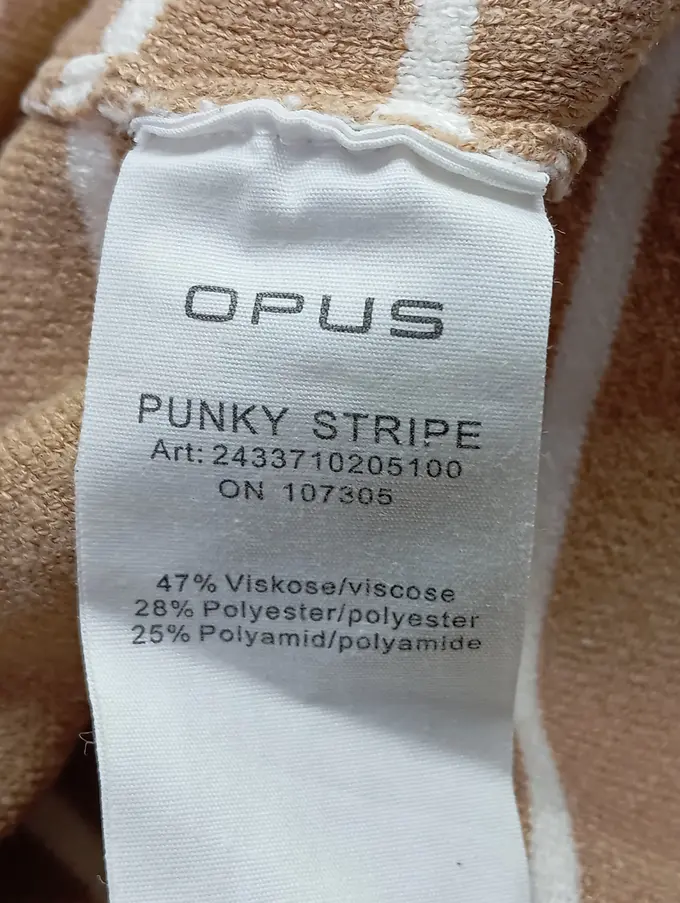 OPUS
PUNKY STRIPE
Art: 2433710205100
ON 107305
47% Viskose/viscose
28% Polyester/polyester
25% Polyamid/polyamide